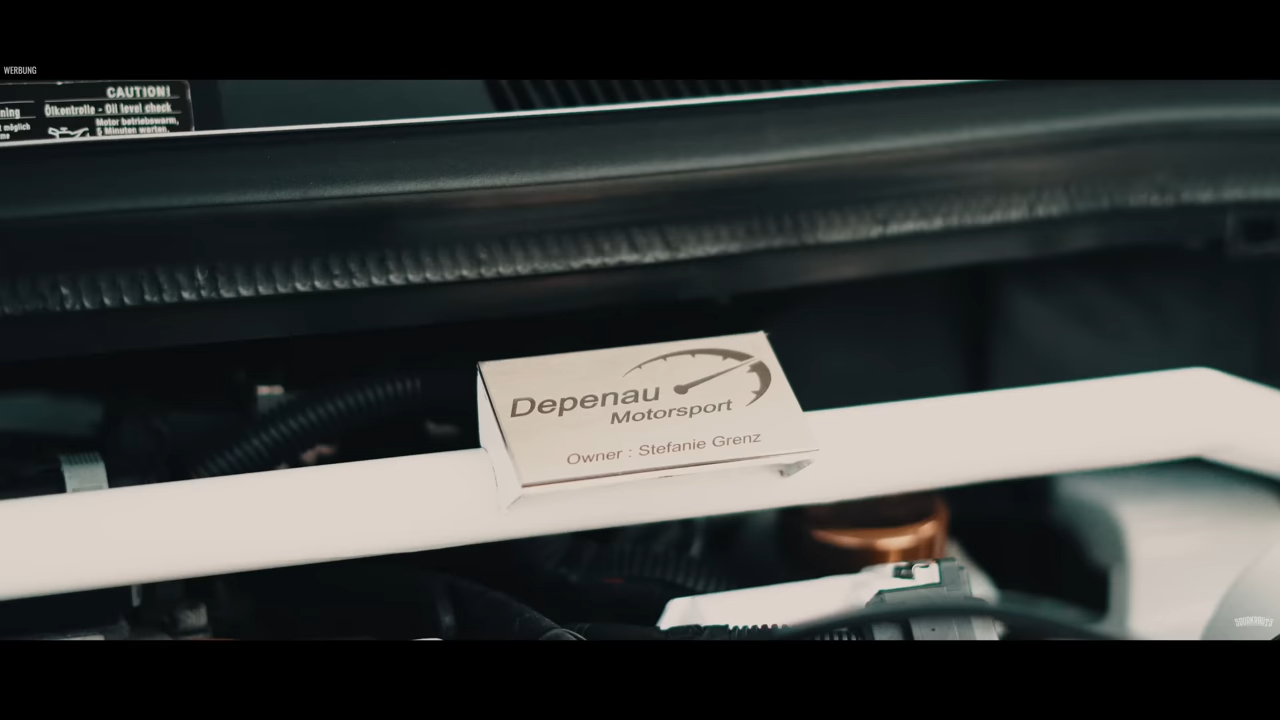 WERBUNG
CAUTION!
Ölkontrolle - Oil level check
Motor betriebswarm,
5 Minuten warten,
Depenau
Motorsport
Owner : Stefanie Grenz